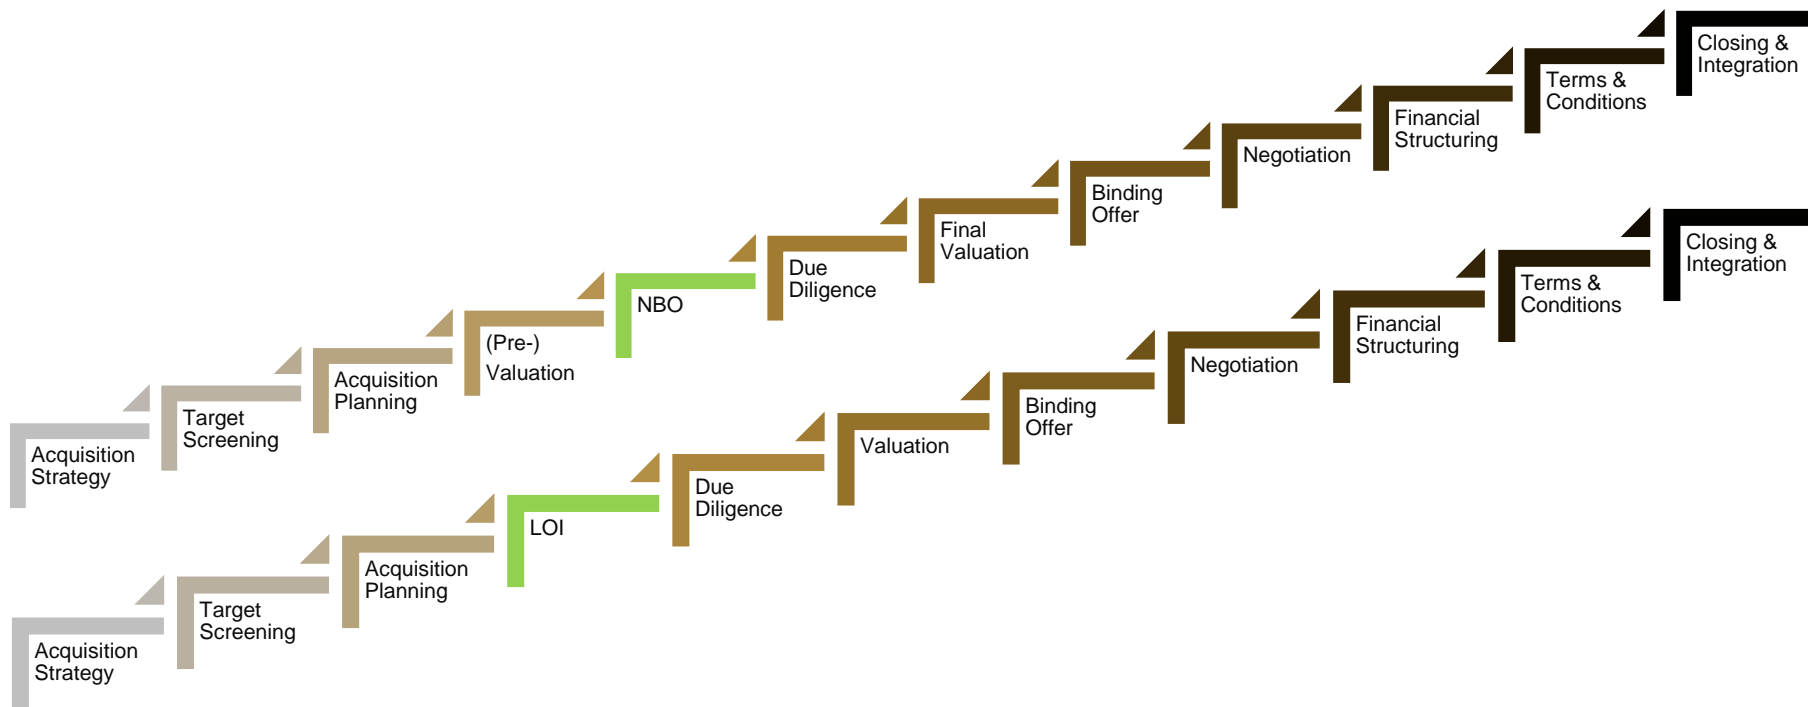 Acquisition
Strategy
Target
Screening
Acquisition
Planning
(Pre-)
Valuation
NBO
Due
Diligence
Final
Valuation
Binding
Offer
Negotiation
Financial
Structuring
Terms &
Conditions
Closing &
Integration
Acquisition
Strategy
Target
Screening
Acquisition
Planning
LOI
Due
Diligence
Valuation
Binding
Offer
Negotiation
Financial
Structuring
Terms &
Conditions
Closing &
Integration